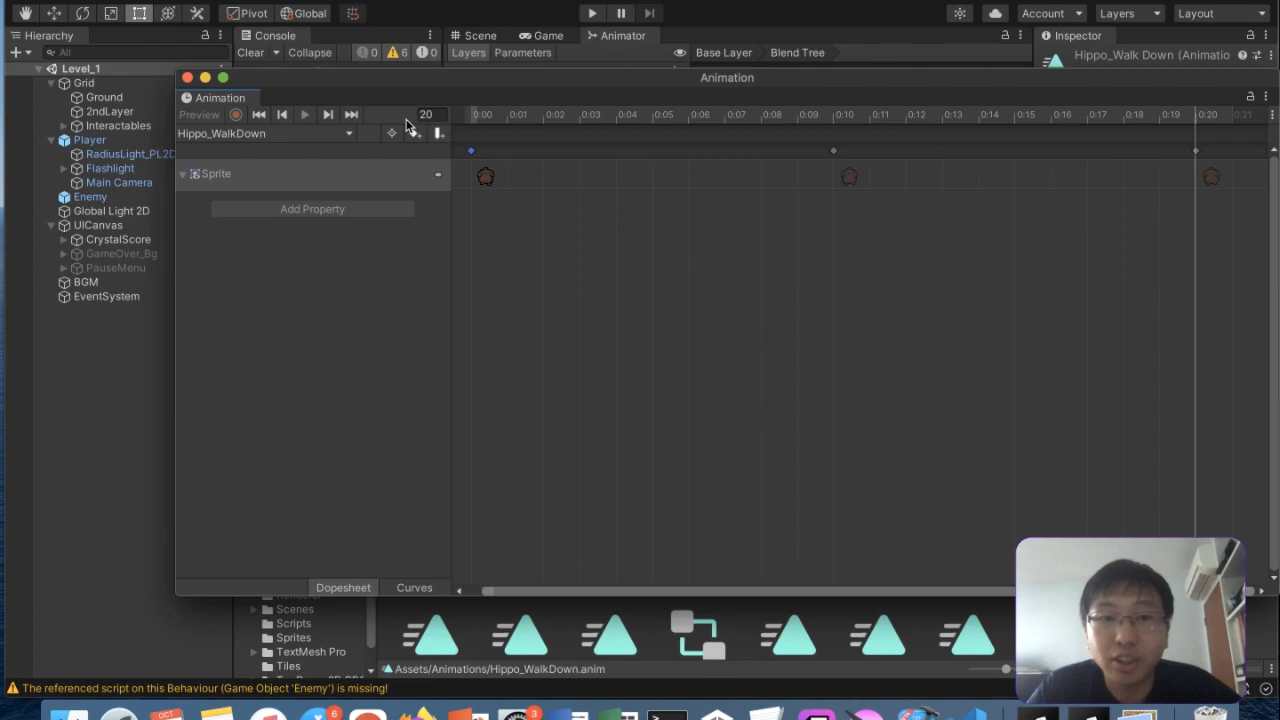 Pivot
Global
Account
Layers
Layout
Hierarchy
Console
Scene
Game
Animator
Inspector
All
Clear
Collapse
0
6
0
Layers
Parameters
Base Layer
Blend Tree
Hippo_Walk Down (Animatio
Level_1
Grid
Ground
2ndLayer
Interactables
Player
RadiusLight_PL2D
Flashlight
Main Camera
Enemy
Global Light 2D
UICanvas
CrystalScore
GameOver_Bg
PauseMenu
BGM
EventSystem
Animation
Animation
Preview
20
0:00
0:01
0:02
0:03
0:04
0:05
0:06
0:07
0:08
0:09
0:10
0:11
0:12
0:13
0:14
0:15
0:16
0:17
0:18
0:19
0:20
0:21
Hippo_WalkDown
Sprite
Add Property
Dopesheet
Curves
Scenes
Scripts
Sprites
TextMesh Pro
Tiles
Assets/Animations/Hippo_WalkDown.anim
The referenced script on this Behaviour (Game Object 'Enemy') is missing!
OCT
6
3